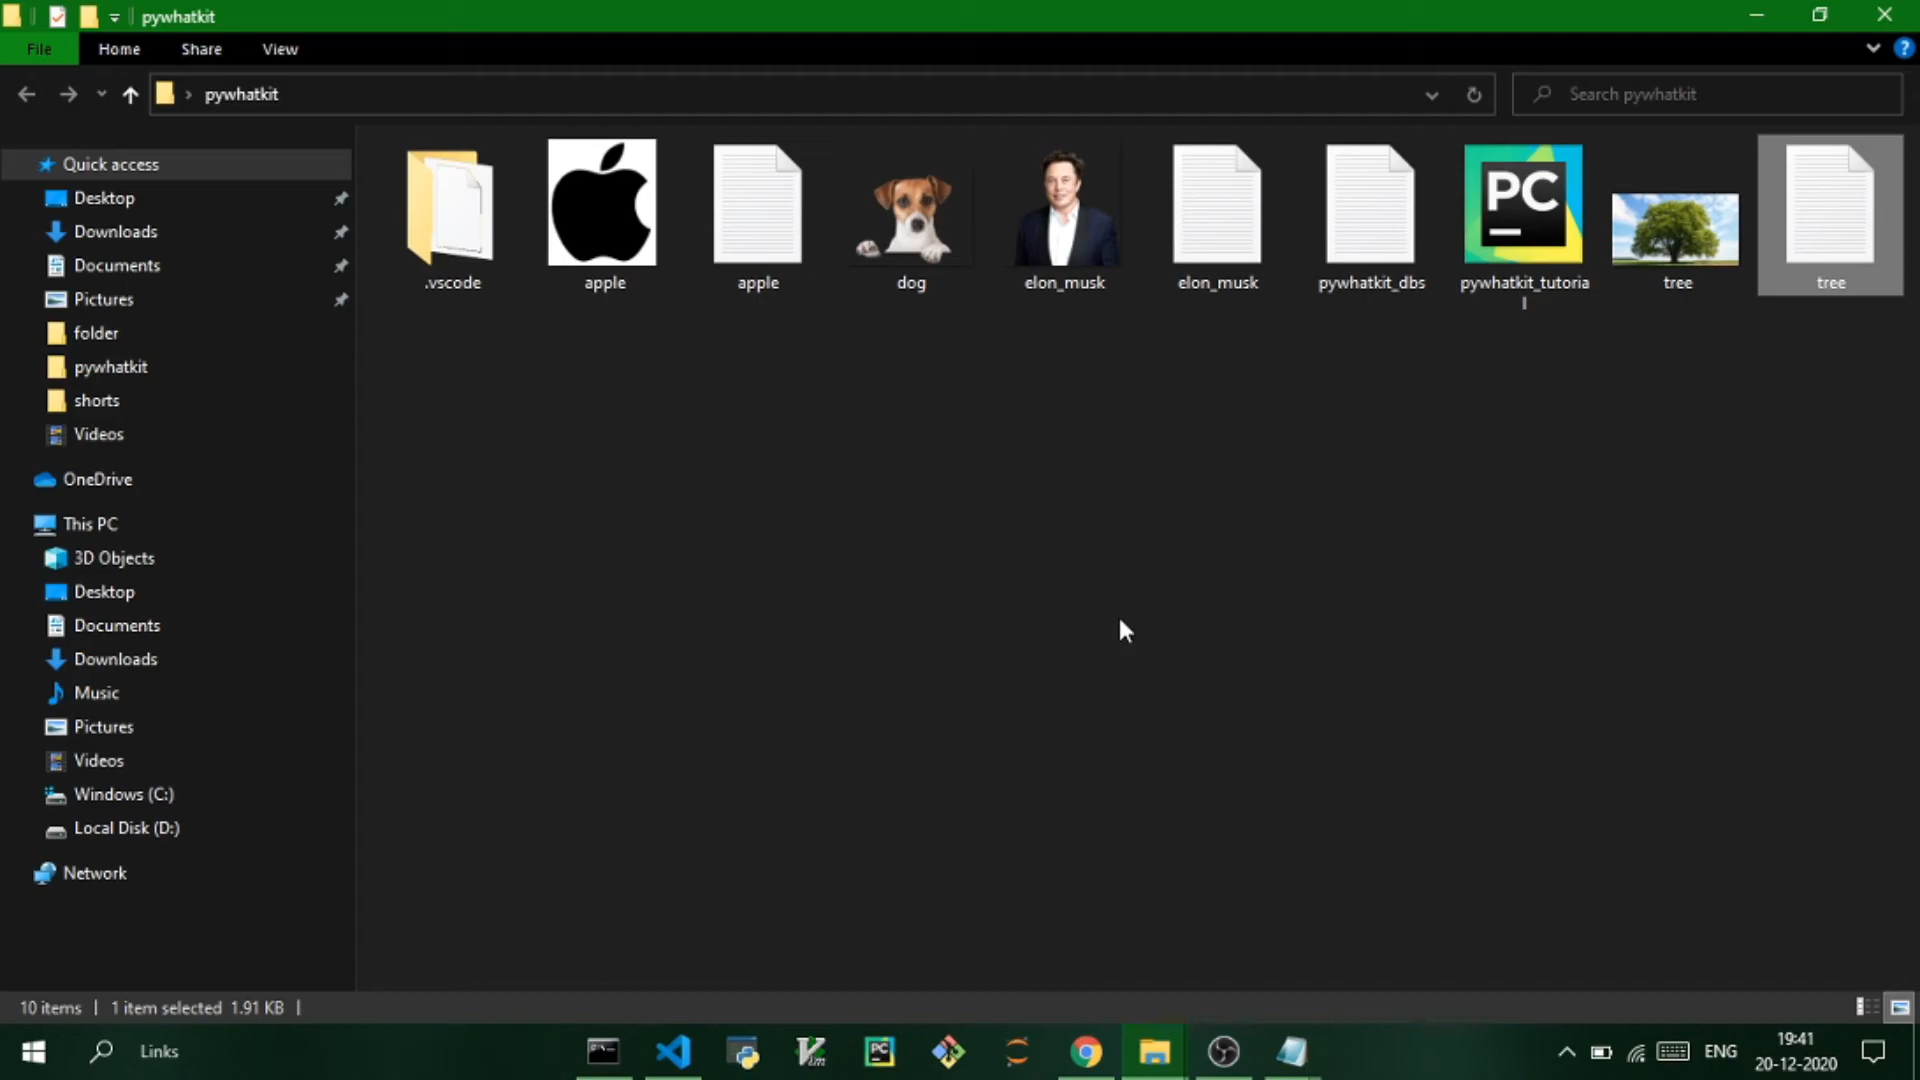 pywhatkit
File
Home
Share
View
pywhatkit
Search pywhatkit
Quick access
Desktop
Downloads
Documents
Pictures
folder
pywhatkit
shorts
Videos
OneDrive
This PC
3D Objects
Desktop
Documents
Downloads
Music
Pictures
Videos
Windows (C:)
Local Disk (D:)
Network
.vscode
apple
apple
dog
elon_musk
elon_musk
pywhatkit_dbs
PC
pywhatkit_tutoria
l
tree
tree
10 items
1 item selected 1.91 KB
Links
PC
ENG
19:41
20-12-2020